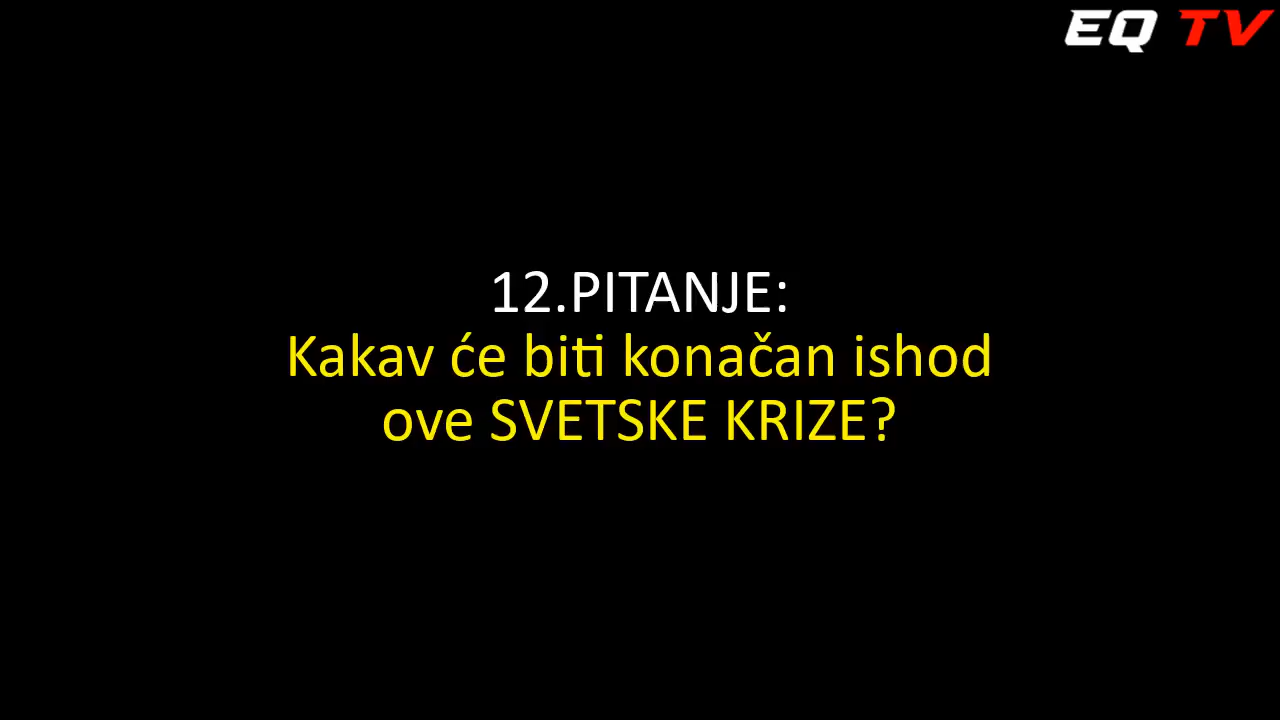 EQ TV
12.PITANJE:
Kakav će biti konačan ishod
ove SVETSKE KRIZE?